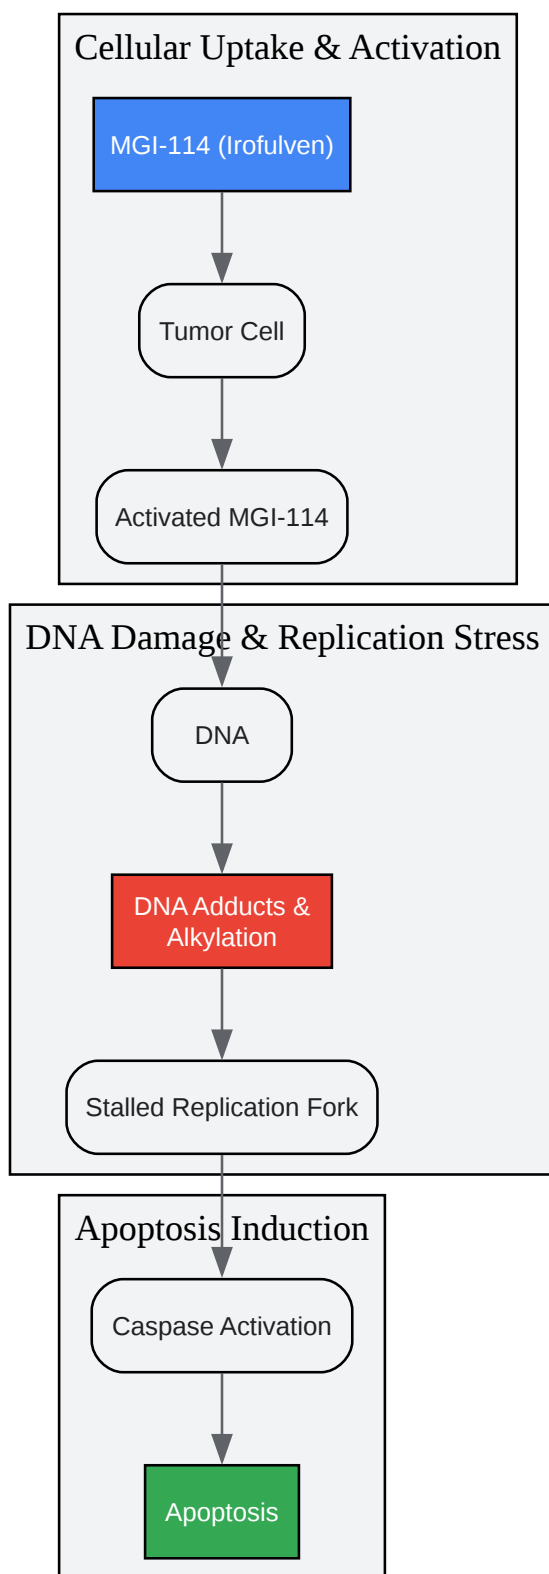 Cellular Uptake & Activation
MGI-114 (Irofulven)
Tumor Cell
Activated MGI-114
DNA Damage & Replication Stress
DNA
DNA Adducts &
Alkylation
Stalled Replication Fork
Apoptosis Induction
Caspase Activation
Apoptosis